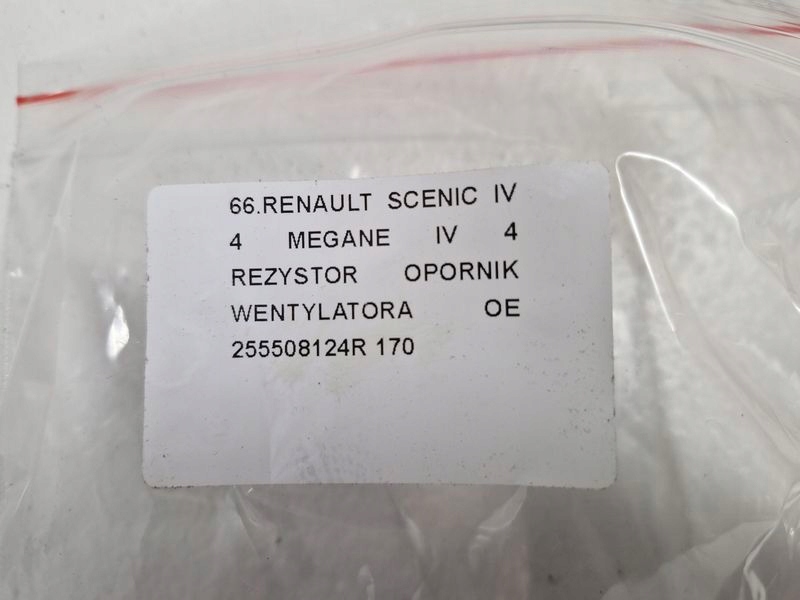 66.RENAULT SCENIC IV
4 MEGANE IV 4
REZYSTOR OPORNIK
WENTYLATORA OE
255508124R 170